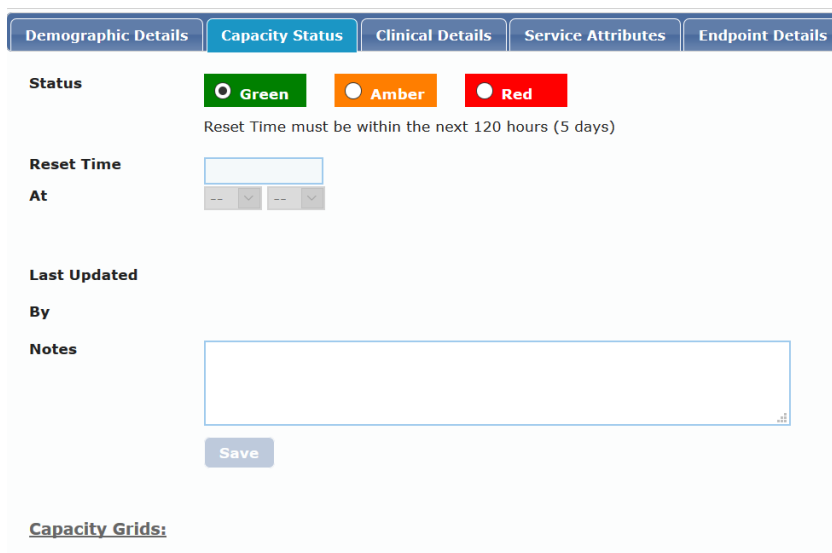 Demographic Details Capacity Status Clinical Details Service Attributes Endpoint Details
Status Green Amber Red
Reset Time must be within the next 120 hours (5 days)
Reset Time
At -- --
Last Updated
By
Notes
Save
Capacity Grids: